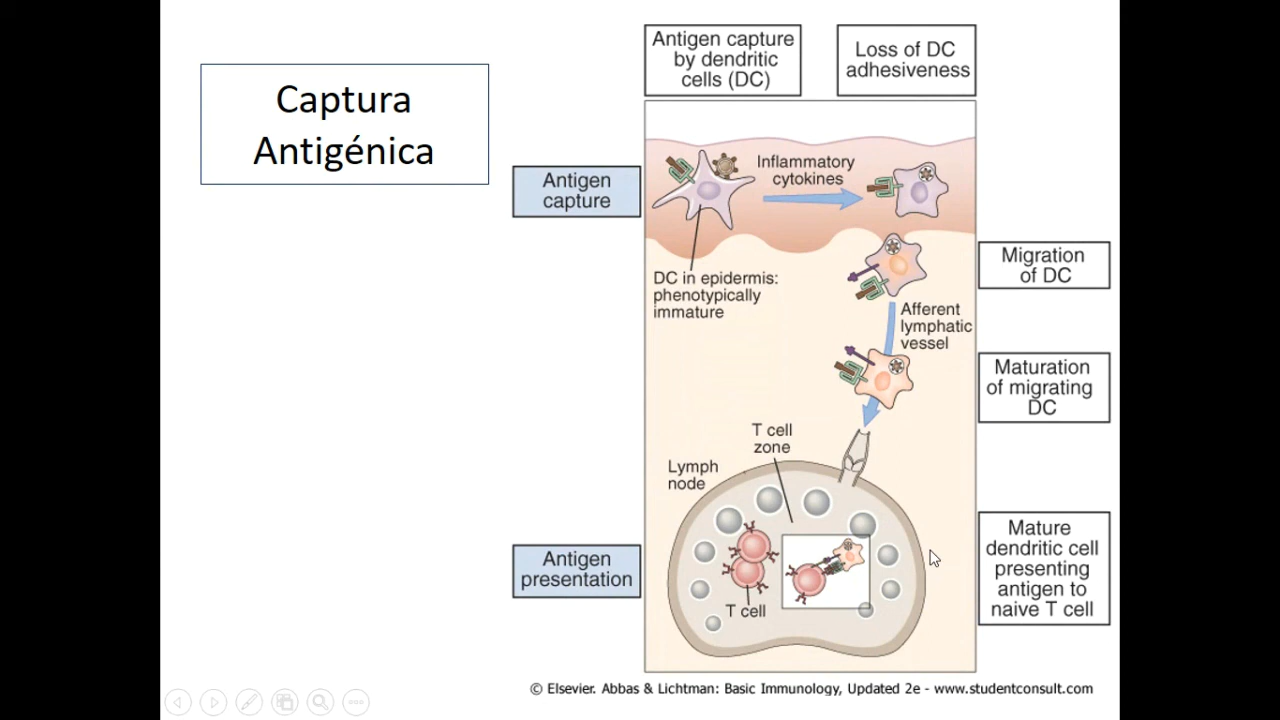 Captura
Antigénica
Antigen capture
by dendritic
cells (DC)
Loss of DC
adhesiveness
Antigen
capture
Inflammatory
cytokines
DC in epidermis:
phenotypically
immature
Migration
of DC
Afferent
lymphatic
vessel
Maturation
of migrating
DC
T cell
zone
Lymph
node
Antigen
presentation
T cell
Mature
dendritic cell
presenting
antigen to
naive T cell
© Elsevier. Abbas & Lichtman: Basic Immunology, Updated 2e - www.studentconsult.com